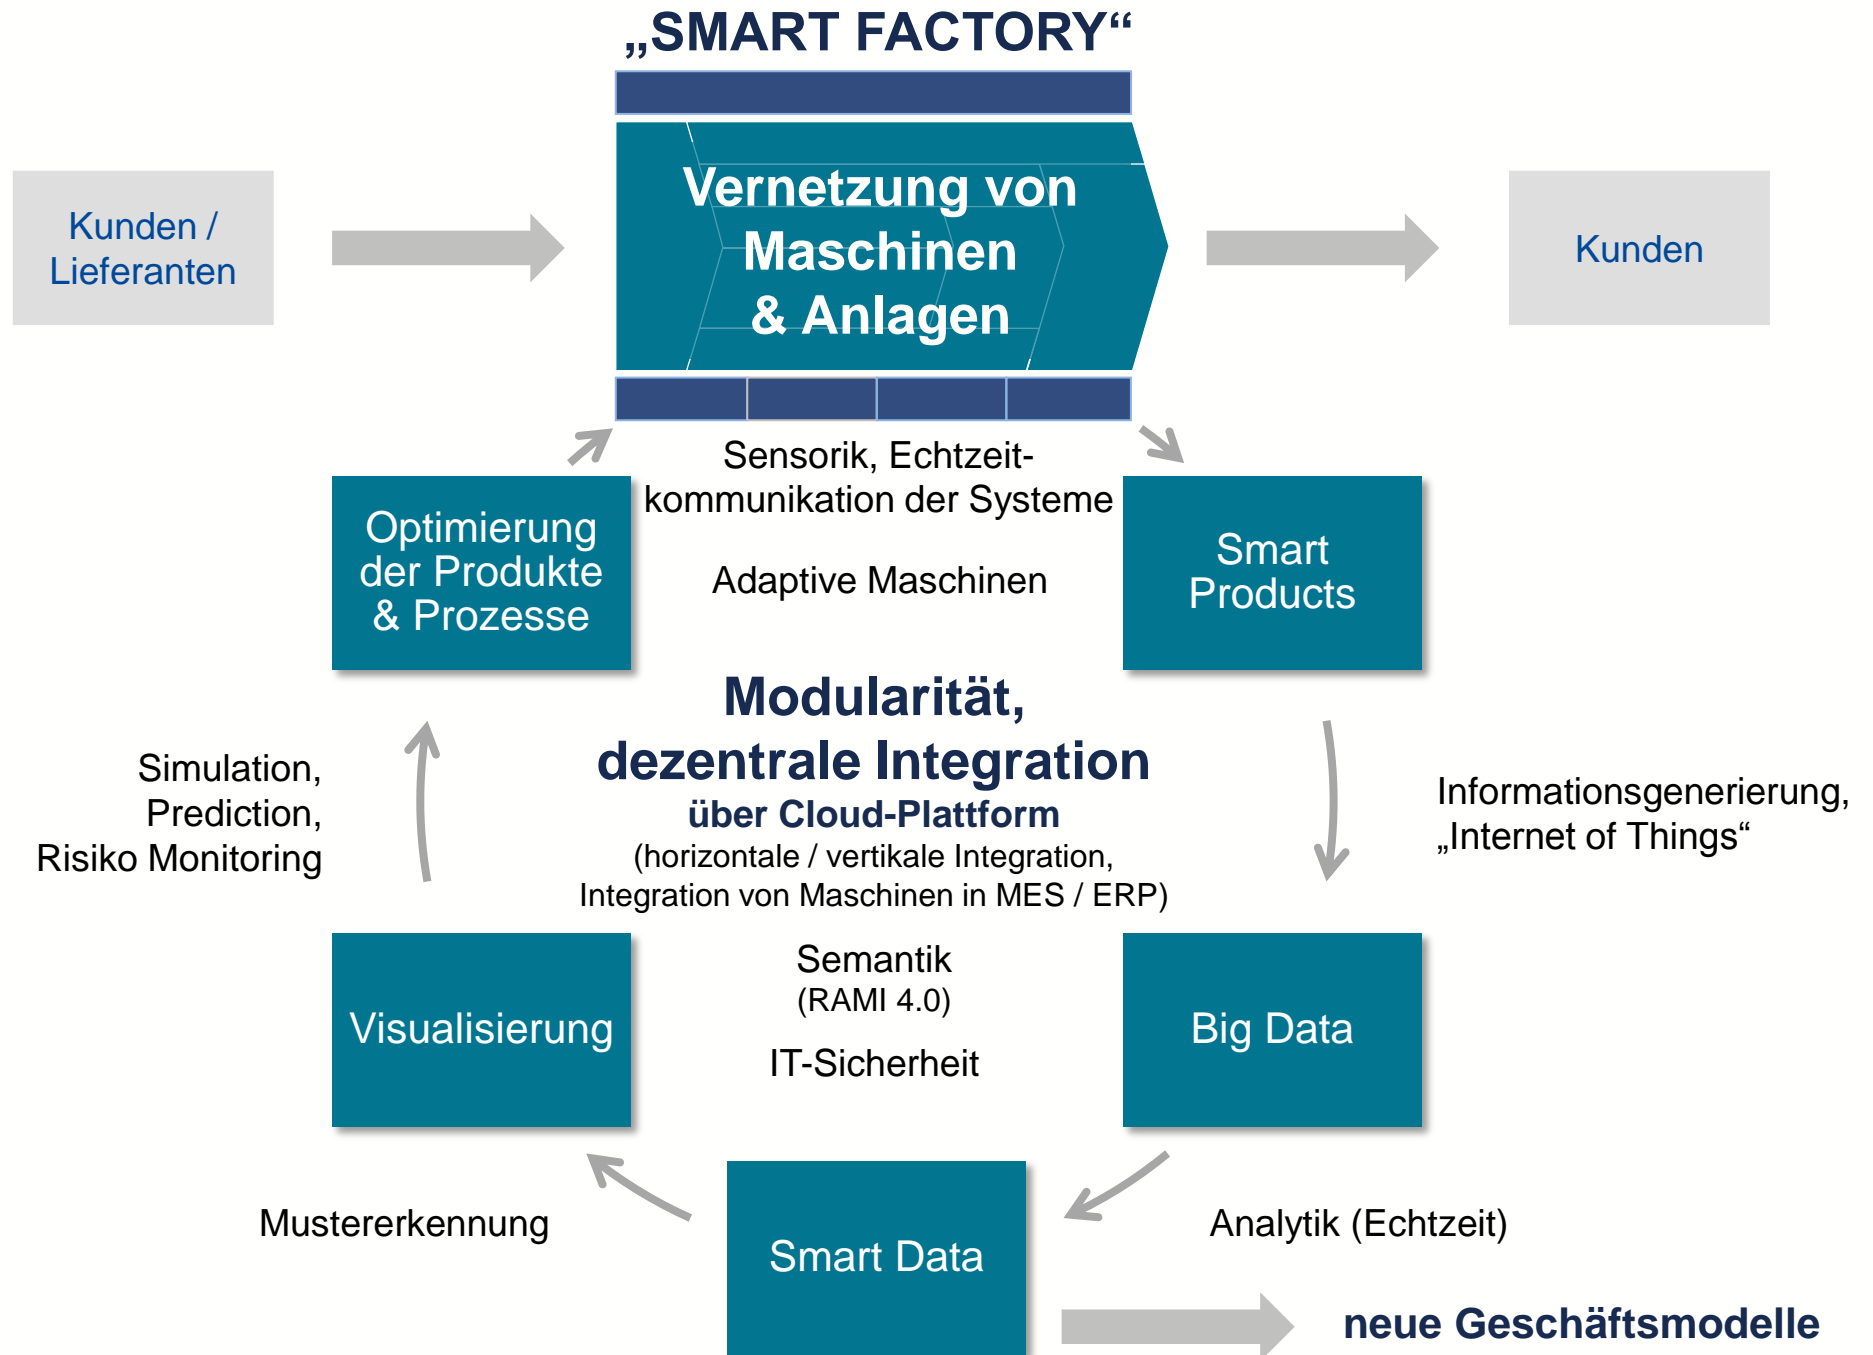 „SMART FACTORY“
Vernetzung von
Maschinen
& Anlagen
Kunden /
Lieferanten
Kunden
Sensorik, Echtzeit-
kommunikation der Systeme
Adaptive Maschinen
Optimierung
der Produkte
& Prozesse
Smart
Products
Modularität,
dezentrale Integration
über Cloud-Plattform
(horizontale / vertikale Integration,
Integration von Maschinen in MES / ERP)
Simulation,
Prediction,
Risiko Monitoring
Informationsgenerierung,
„Internet of Things“
Semantik
(RAMI 4.0)
IT-Sicherheit
Visualisierung
Big Data
Mustererkennung
Smart Data
Analytik (Echtzeit)
neue Geschäftsmodelle